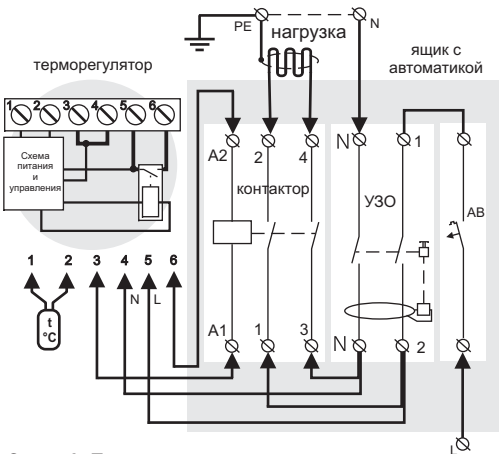 PE
N
нагрузка
терморегулятор
ящик с
автоматикой
1 2 3 4 5 6
Схема
питания
и
управления
A2 2 4 N 1
контактор
УЗО
АВ
1 2 3 4 5 6
N L
t
°C
A1 1 3 N 2
L